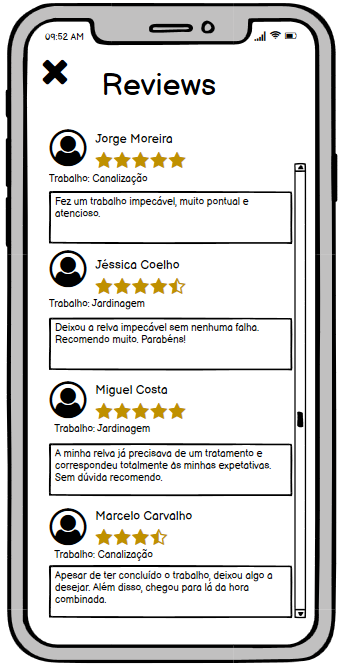 09:52 AM
Reviews
Jorge Moreira
Trabalho: Canalização
Fez um trabalho impecável, muito pontual e
atencioso.
Jéssica Coelho
Trabalho: Jardinagem
Deixou a relva impecável sem nenhuma falha.
Recomendo muito. Parabéns!
Miguel Costa
Trabalho: Jardinagem
A minha relva já precisava de um tratamento e
correspondeu totalmente às minhas expetativas.
Sem dúvida recomendo.
Marcelo Carvalho
Trabalho: Canalização
Apesar de ter concluído o trabalho, deixou algo a
desejar. Além disso, chegou para lá da hora
combinada.